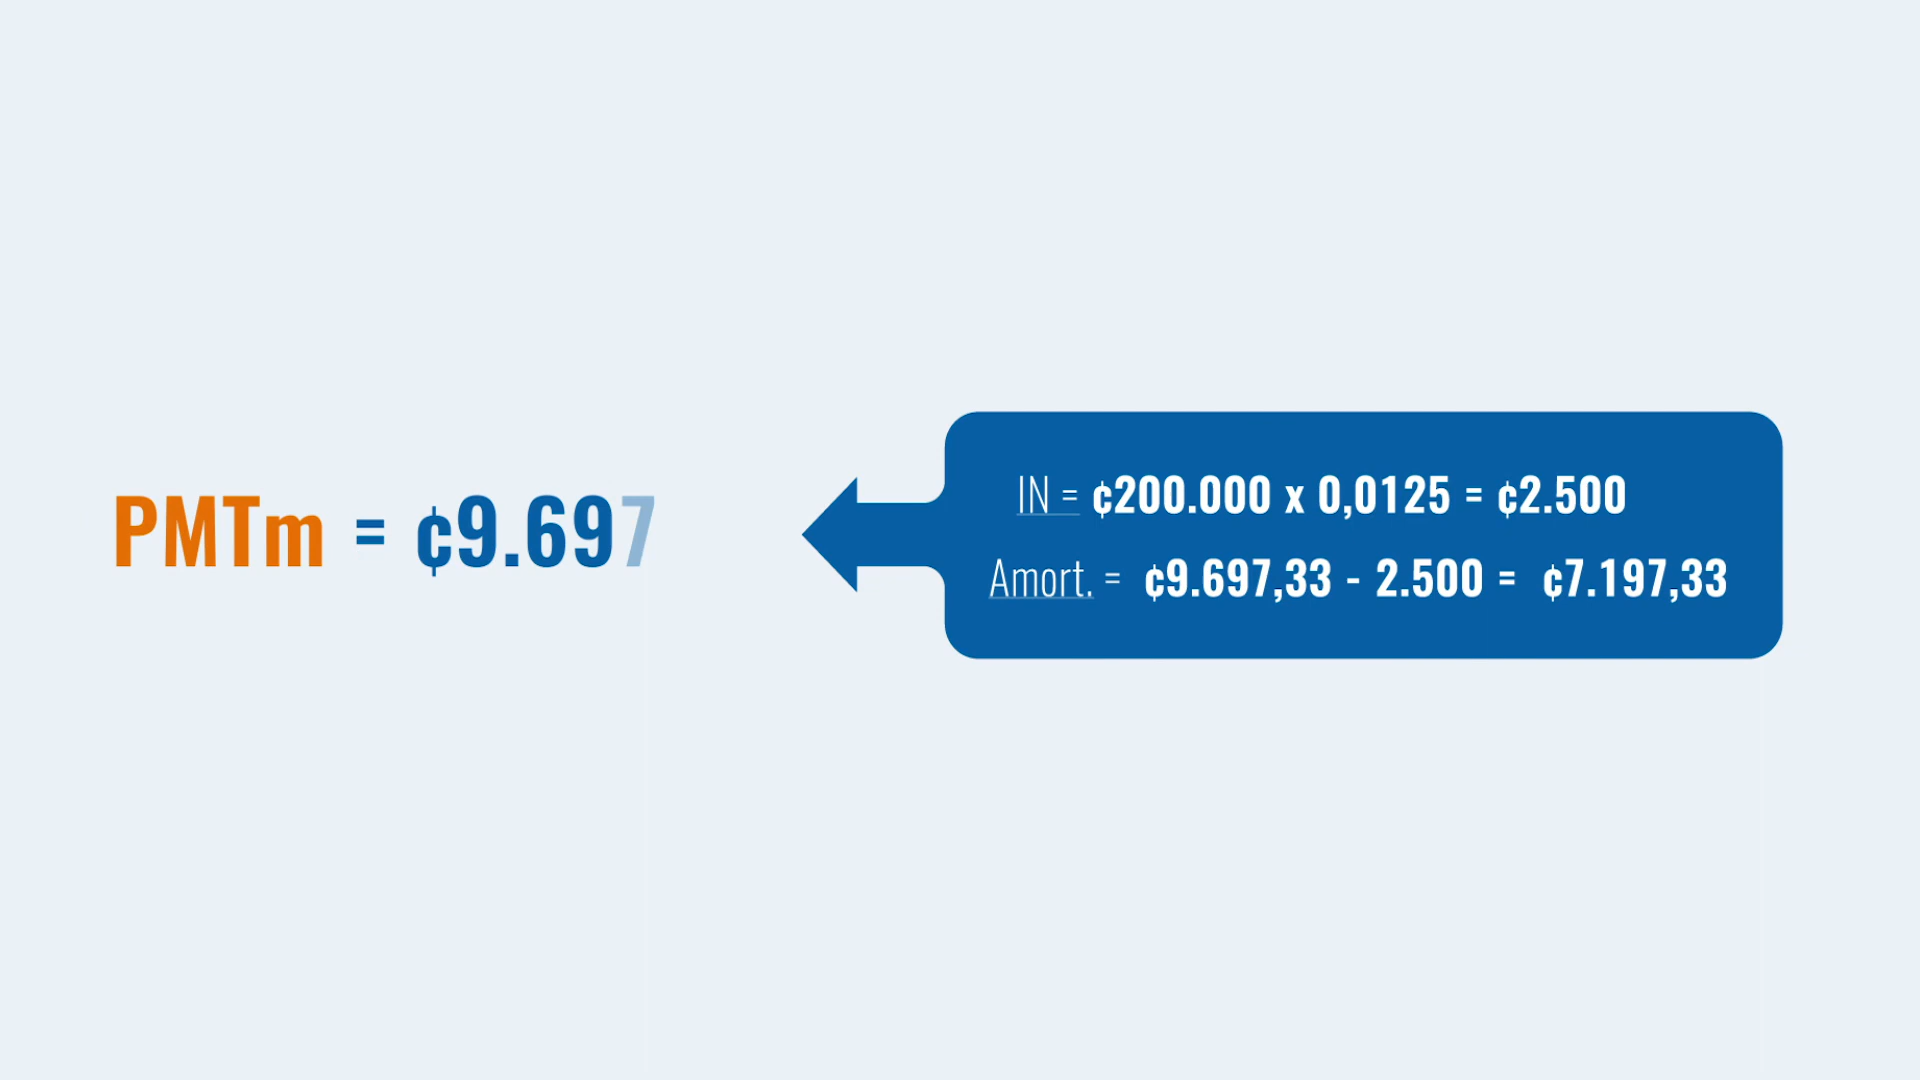 PMTm = ¢9.697
IN = ¢200.000 x 0,0125 = ¢2.500
Amort. = ¢9.697,33 - 2.500 = ¢7.197,33